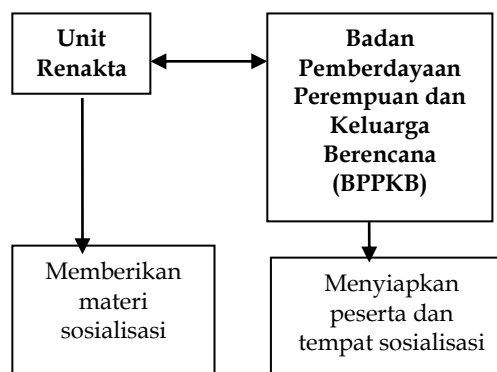 Unit
Renakta
Badan
Pemberdayaan
Perempuan dan
Keluarga
Berencana
(BPPKB)
Memberikan
materi
sosialisasi
Menyiapkan
peserta dan
tempat sosialisasi